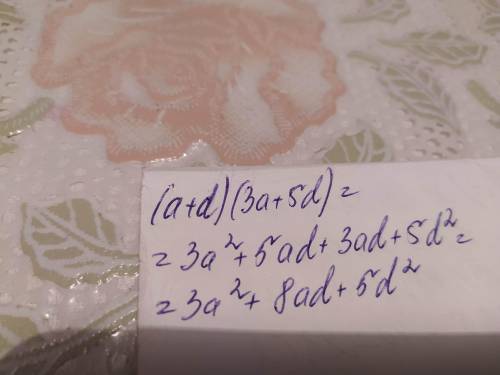 (a+d)(3a+5d)=
=3a²+5ad+3ad+5d²=
=3a²+8ad+5d²